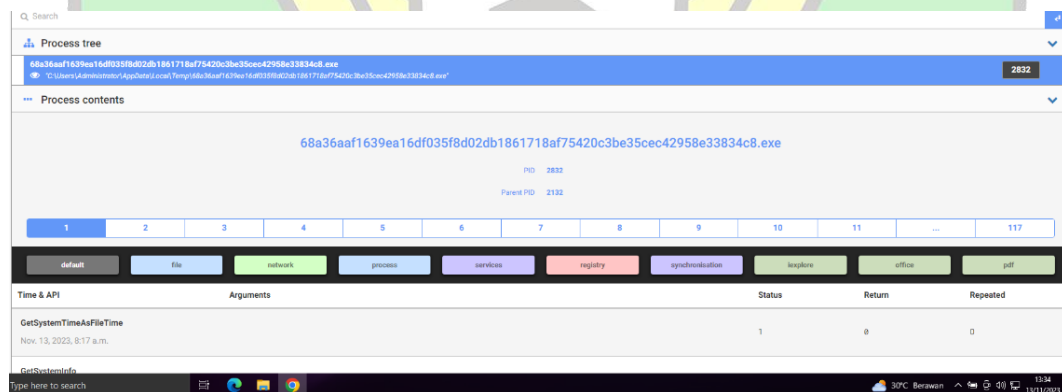 Search
Process tree
68a36aaf1639ea16df035f8d02db1861718af75420c3be35cec42958e33834c8.exe
"C:\Users\Administrator\AppData\Local\Temp\68a36aaf1639ea16df035f8d02db1861718af75420c3be35cec42958e33834c8.exe"
2832
Process contents
68a36aaf1639ea16df035f8d02db1861718af75420c3be35cec42958e33834c8.exe
PID 2832
Parent PID 2132
1 2 3 4 5 6 7 8 9 10 11 ... 117
default file network process services registry synchronisation iexplore office pdf
Time & API Arguments Status Return Repeated
GetSystemTimeAsFileTime
Nov. 13, 2023, 8:17 a.m.
1 0 0
GetSystemInfo
Type here to search
30°C Berawan
13:34
13/11/2023